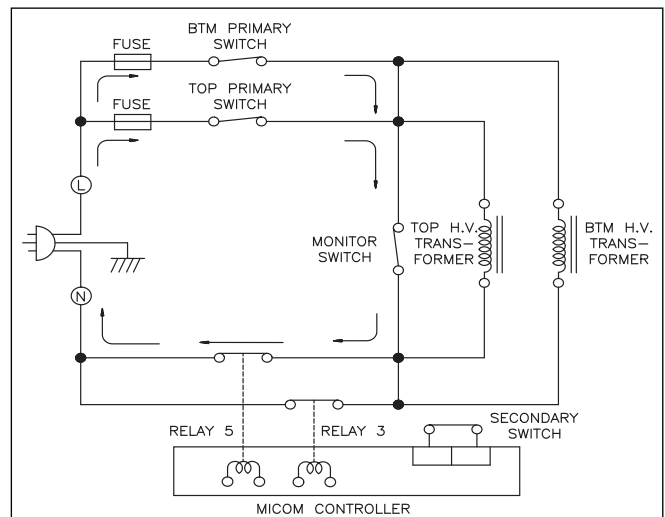 BTM PRIMARY
SWITCH
FUSE
TOP PRIMARY
SWITCH
FUSE
L
MONITOR
SWITCH
TOP H.V.
TRANS-
FORMER
BTM H.V.
TRANS-
FORMER
N
RELAY 5
RELAY 3
SECONDARY
SWITCH
MICOM CONTROLLER